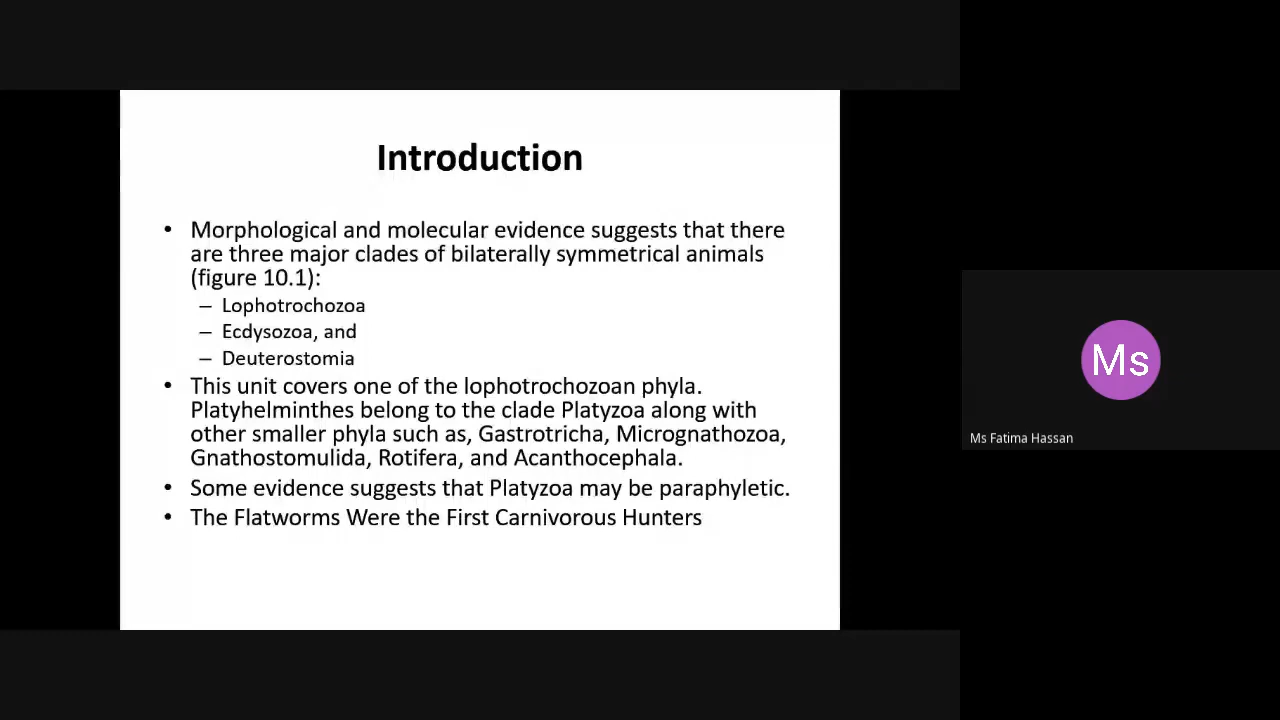 Introduction
• Morphological and molecular evidence suggests that there
are three major clades of bilaterally symmetrical animals
(figure 10.1):
– Lophotrochozoa
– Ecdysozoa, and
– Deuterostomia
• This unit covers one of the lophotrochozoan phyla.
Platyhelminthes belong to the clade Platyzoa along with
other smaller phyla such as, Gastrotricha, Micrognathozoa,
Gnathostomulida, Rotifera, and Acanthocephala.
• Some evidence suggests that Platyzoa may be paraphyletic.
• The Flatworms Were the First Carnivorous Hunters
Ms
Ms Fatima Hassan